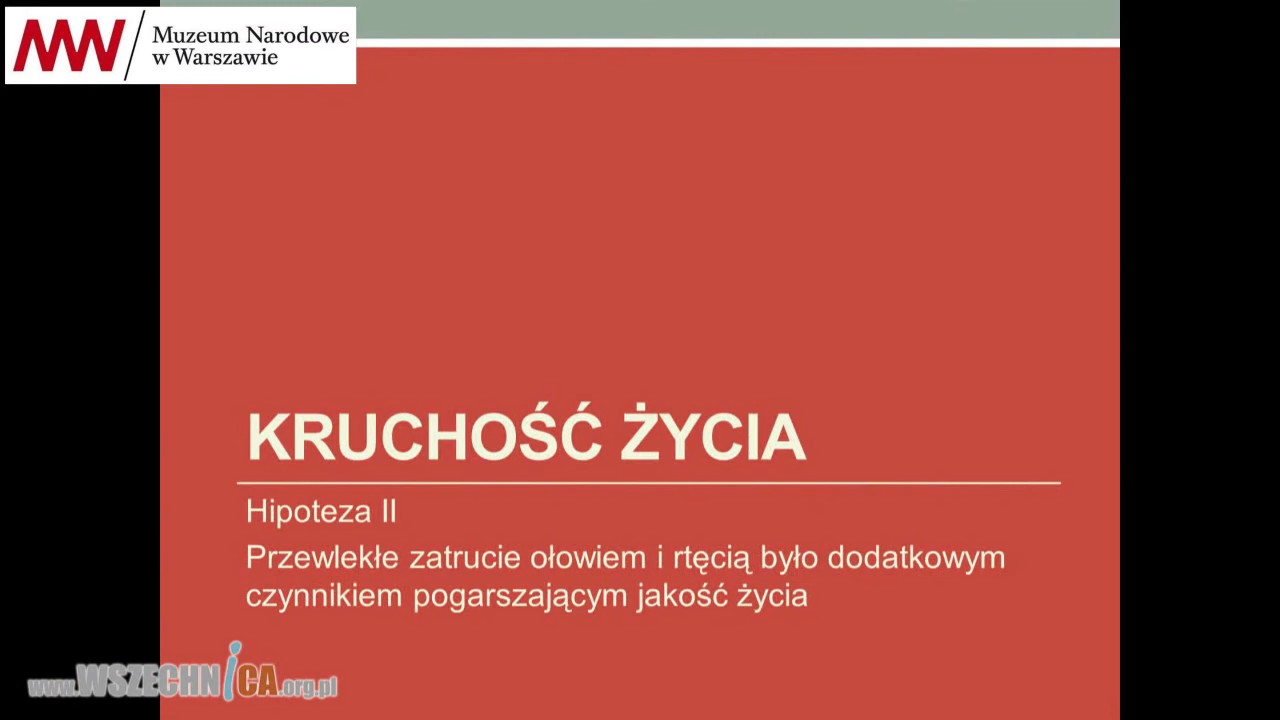 Muzeum Narodowe
w Warszawie
KRUCHOŚĆ ŻYCIA
Hipoteza II
Przewlekłe zatrucie ołowiem i rtęcią było dodatkowym
czynnikiem pogarszającym jakość życia
www.WSZECHNiCA.org.pl